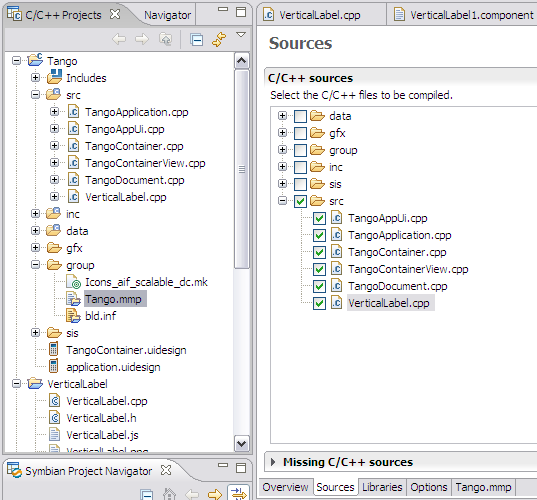 C/C++ Projects
Navigator
Tango
Includes
src
TangoApplication.cpp
TangoAppUi.cpp
TangoContainer.cpp
TangoContainerView.cpp
TangoDocument.cpp
VerticalLabel.cpp
inc
data
gfx
group
Icons_aif_scalable_dc.mk
Tango.mmp
bld.inf
sis
TangoContainer.uidesign
application.uidesign
VerticalLabel
VerticalLabel.cpp
VerticalLabel.h
VerticalLabel.js
VerticalLabel.png
Symbian Project Navigator
VerticalLabel.cpp
VerticalLabel1.component
Sources
C/C++ sources
Select the C/C++ files to be compiled.
data
gfx
group
inc
sis
src
TangoAppUi.cpp
TangoApplication.cpp
TangoContainer.cpp
TangoContainerView.cpp
TangoDocument.cpp
VerticalLabel.cpp
Missing C/C++ sources
Overview Sources Libraries Options Tango.mmp